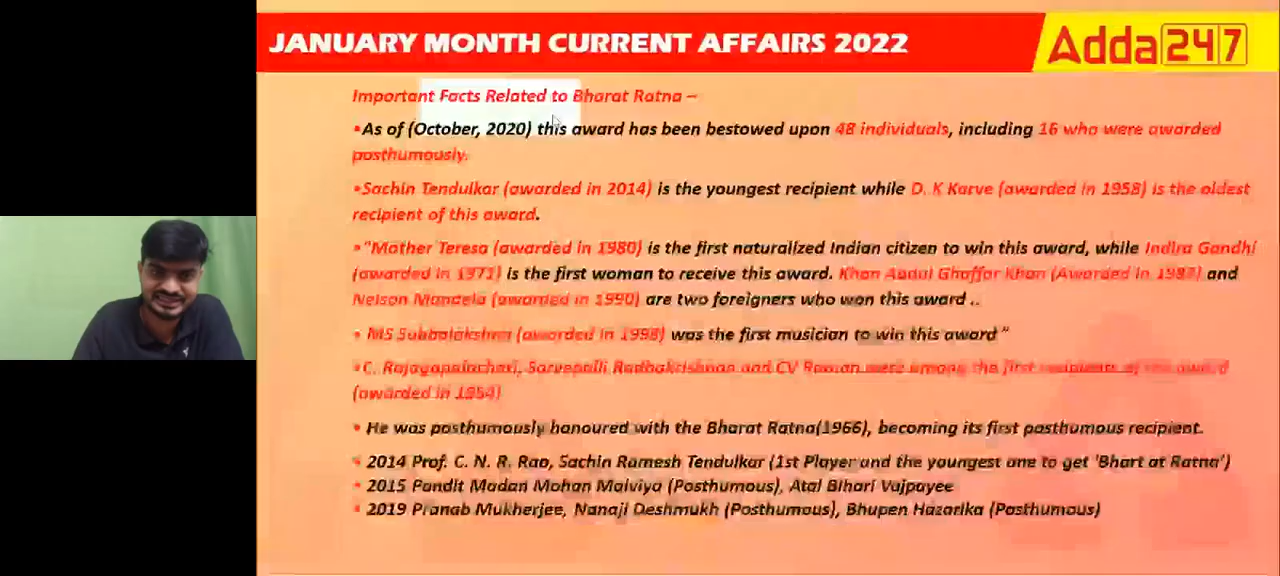 JANUARY MONTH CURRENT AFFAIRS 2022
Adda247
Important Facts Related to Bharat Ratna –
•As of (October, 2020) this award has been bestowed upon 48 individuals, including 16 who were awarded
posthumously.
•Sachin Tendulkar (awarded in 2014) is the youngest recipient while D. K Karve (awarded in 1958) is the oldest
recipient of this award.
•"Mother Teresa (awarded in 1980) is the first naturalized Indian citizen to win this award, while Indira Gandhi
(awarded in 1971) is the first woman to receive this award. Khan Abdul Ghaffar Khan (Awarded in 1987) and
Nelson Mandela (awarded in 1990) are two foreigners who won this award ..
• MS Subbalakshmi (awarded in 1998) was the first musician to win this award "
•C. Rajagopalachari, Sarvepalli Radhakrishnan and CV Raman were among the first recipients of the award
(awarded in 1954)
• He was posthumously honoured with the Bharat Ratna(1966), becoming its first posthumous recipient.
• 2014 Prof. C. N. R. Rao, Sachin Ramesh Tendulkar (1st Player and the youngest one to get 'Bhart at Ratna')
• 2015 Pandit Madan Mohan Malviya (Posthumous), Atal Bihari Vajpayee
• 2019 Pranab Mukherjee, Nanaji Deshmukh (Posthumous), Bhupen Hazarika (Posthumous)